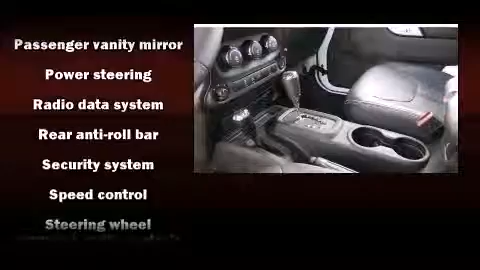 Passenger vanity mirror
Power steering
Radio data system
Rear anti-roll bar
Security system
Speed control
Steering wheel